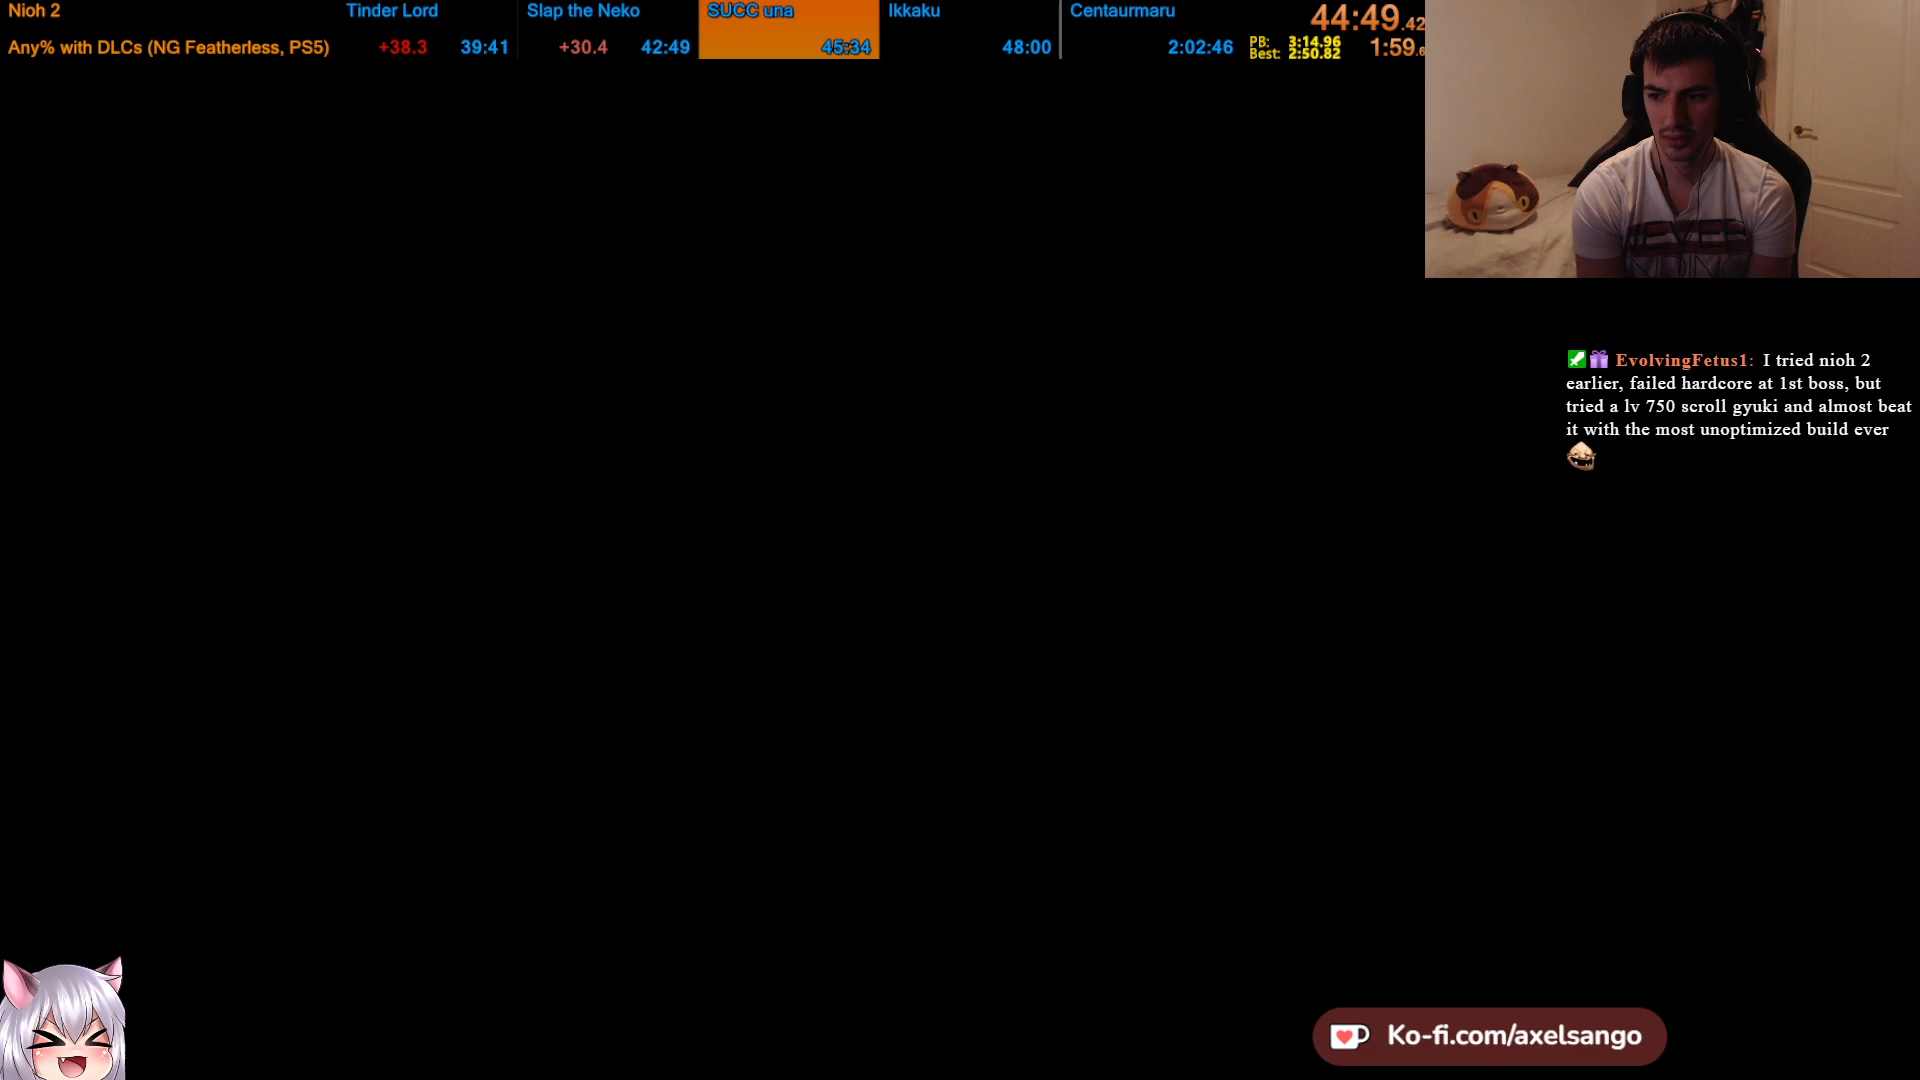 Nioh 2
Any% with DLCs (NG Featherless, PS5)
Tinder Lord
+38.3 39:41
Slap the Neko
+30.4 42:49
SUCC una
45:34
Ikkaku
48:00
Centaurmaru
2:02:46
44:49.42
PB: 3:14.96
Best: 2:50.82
1:59.6
EvolvingFetus1: I tried nioh 2
earlier, failed hardcore at 1st boss, but
tried a lv 750 scroll gyuki and almost beat
it with the most unoptimized build ever
Ko-fi.com/axelsango